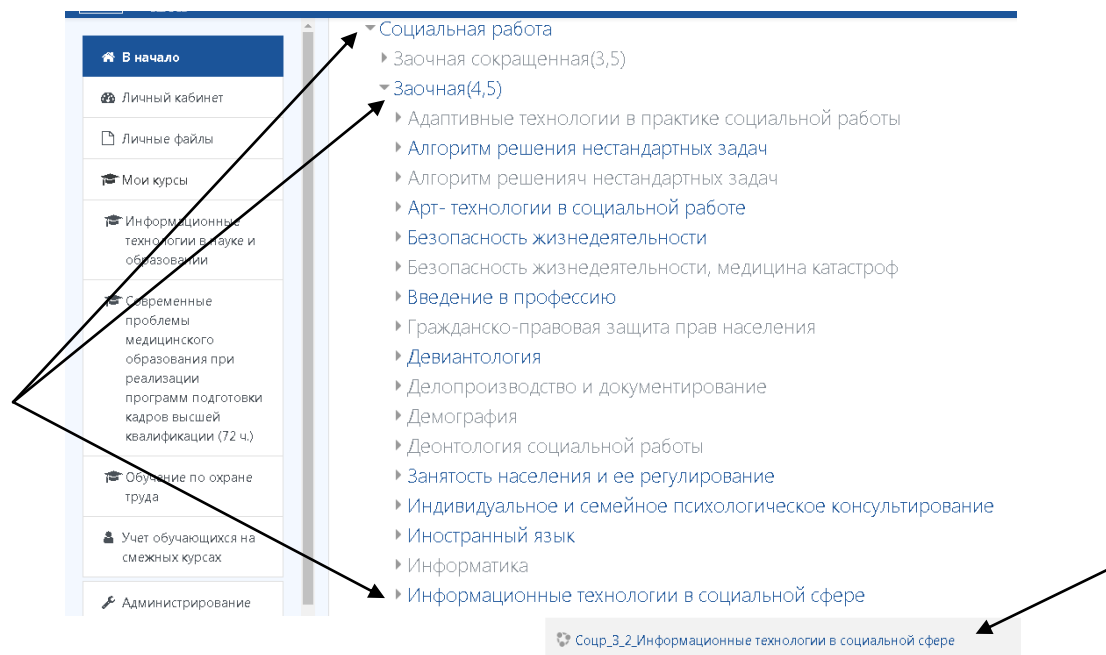 В начало
Личный кабинет
Личные файлы
Мои курсы
Информационные
технологии в науке и
образовании
Современные
проблемы
медицинского
образования при
реализации
программ подготовки
кадров высшей
квалификации (72 ч.)
Обучение по охране
труда
Учет обучающихся на
смежных курсах
Администрирование
Социальная работа
Заочная сокращенная(3,5)
Заочная(4,5)
Адаптивные технологии в практике социальной работы
Алгоритм решения нестандартных задач
Алгоритм решенияч нестандартных задач
Арт- технологии в социальной работе
Безопасность жизнедеятельности
Безопасность жизнедеятельности, медицина катастроф
Введение в профессию
Гражданско-правовая защита прав населения
Девиантология
Делопроизводство и документирование
Демография
Деонтология социальной работы
Занятость населения и ее регулирование
Индивидуальное и семейное психологическое консультирование
Иностранный язык
Информатика
Информационные технологии в социальной сфере
Соцр_3_2_Информационные технологии в социальной сфере